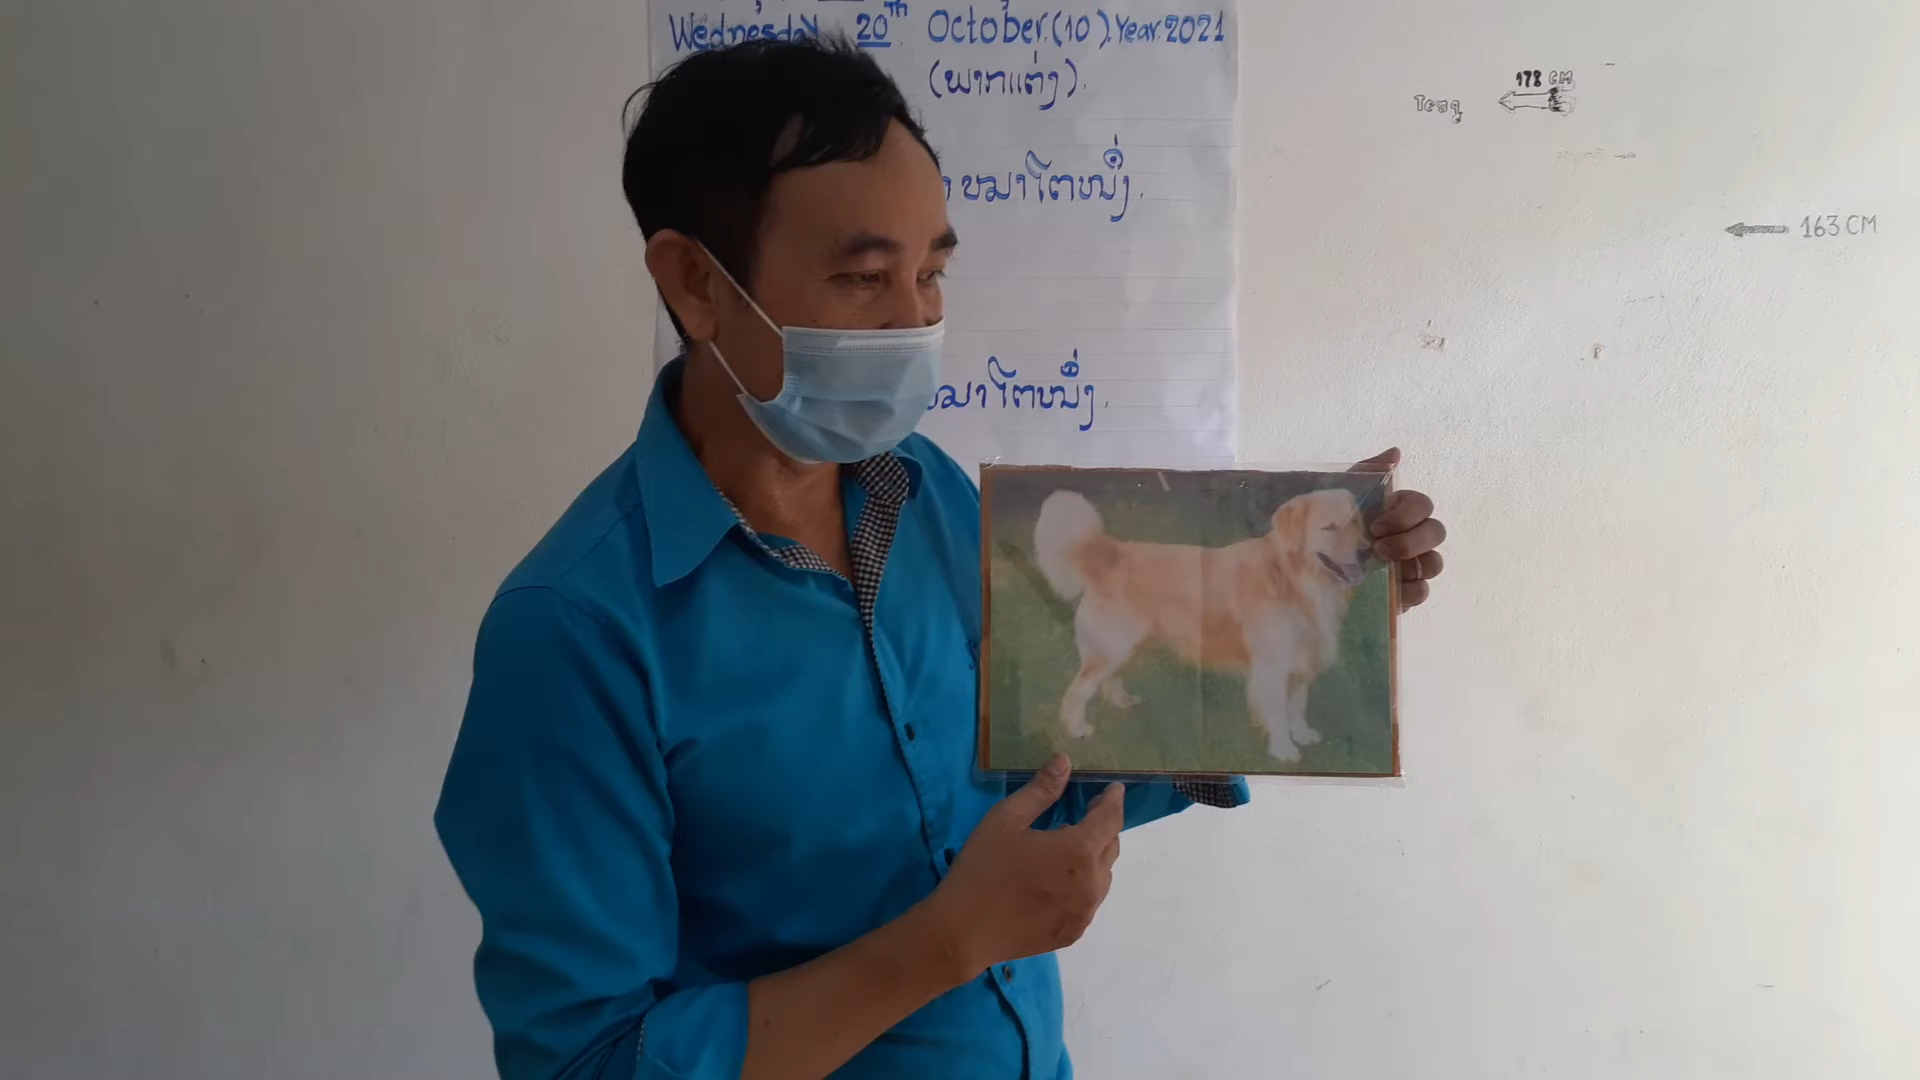 Wednesday 20th October.(10).Year.2021
(ພາກແຕ່ງ).
ໝາໂຕໜຶ່ງ.
ໝາໂຕໜຶ່ງ.
178 CM
Teng
163 CM